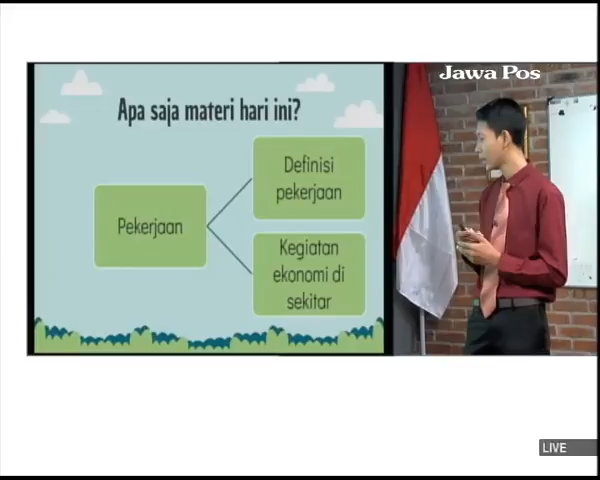 Jawa Pos
Apa saja materi hari ini?
Pekerjaan
Definisi
pekerjaan
Kegiatan
ekonomi di
sekitar
LIVE